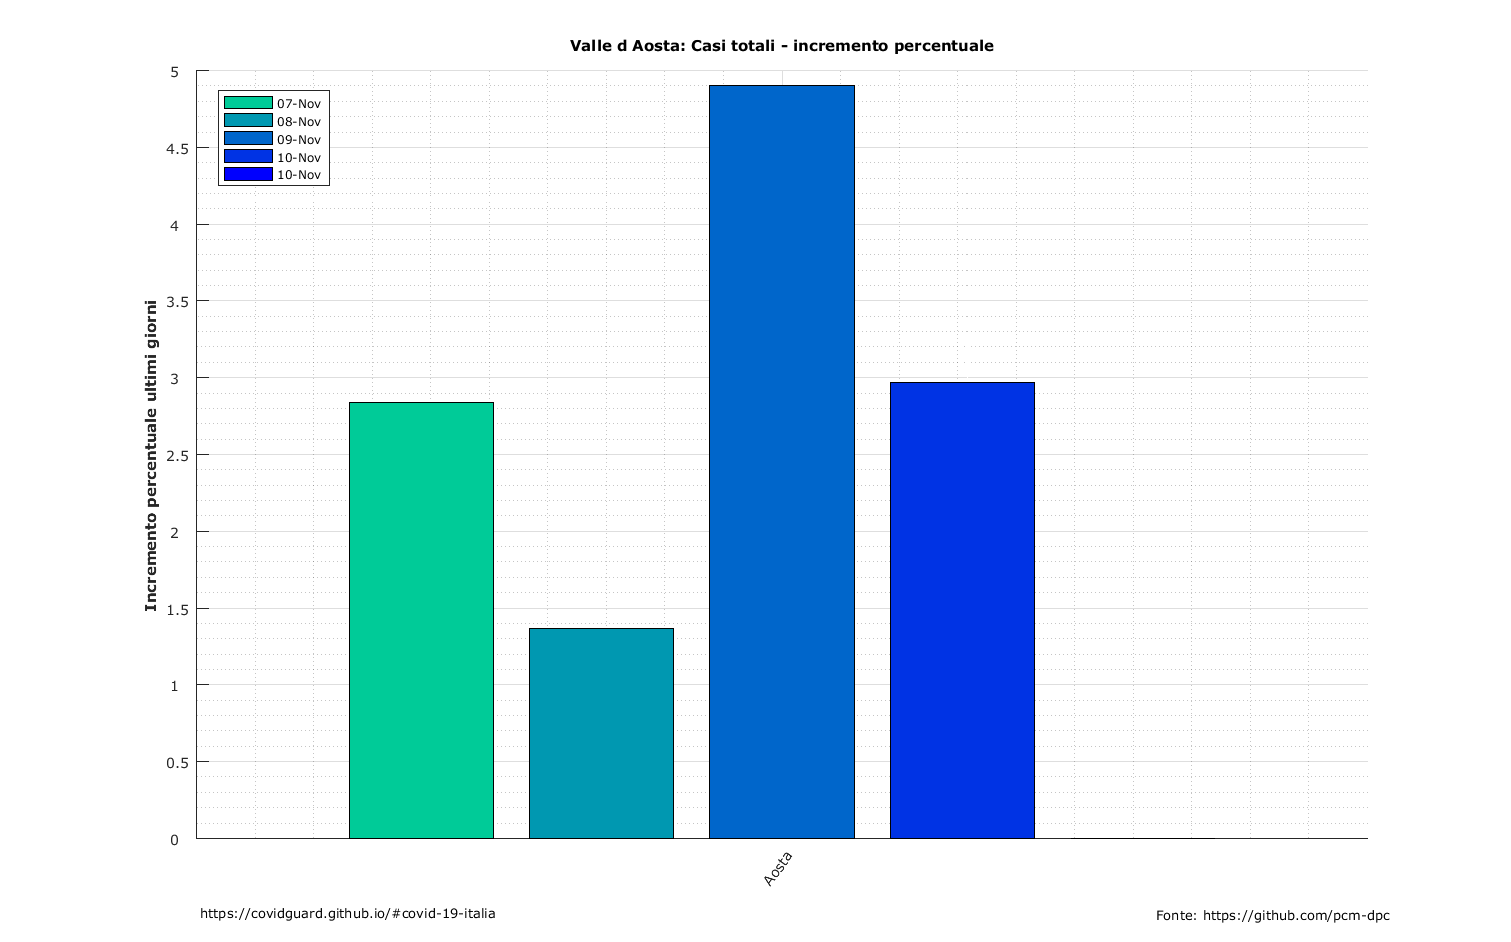 Valle d Aosta: Casi totali - incremento percentuale
07-Nov
08-Nov
09-Nov
10-Nov
10-Nov
5
4.5
4
3.5
3
2.5
2
1.5
1
0.5
0
Incremento percentuale ultimi giorni
Aosta
https://covidguard.github.io/#covid-19-italia
Fonte: https://github.com/pcm-dpc